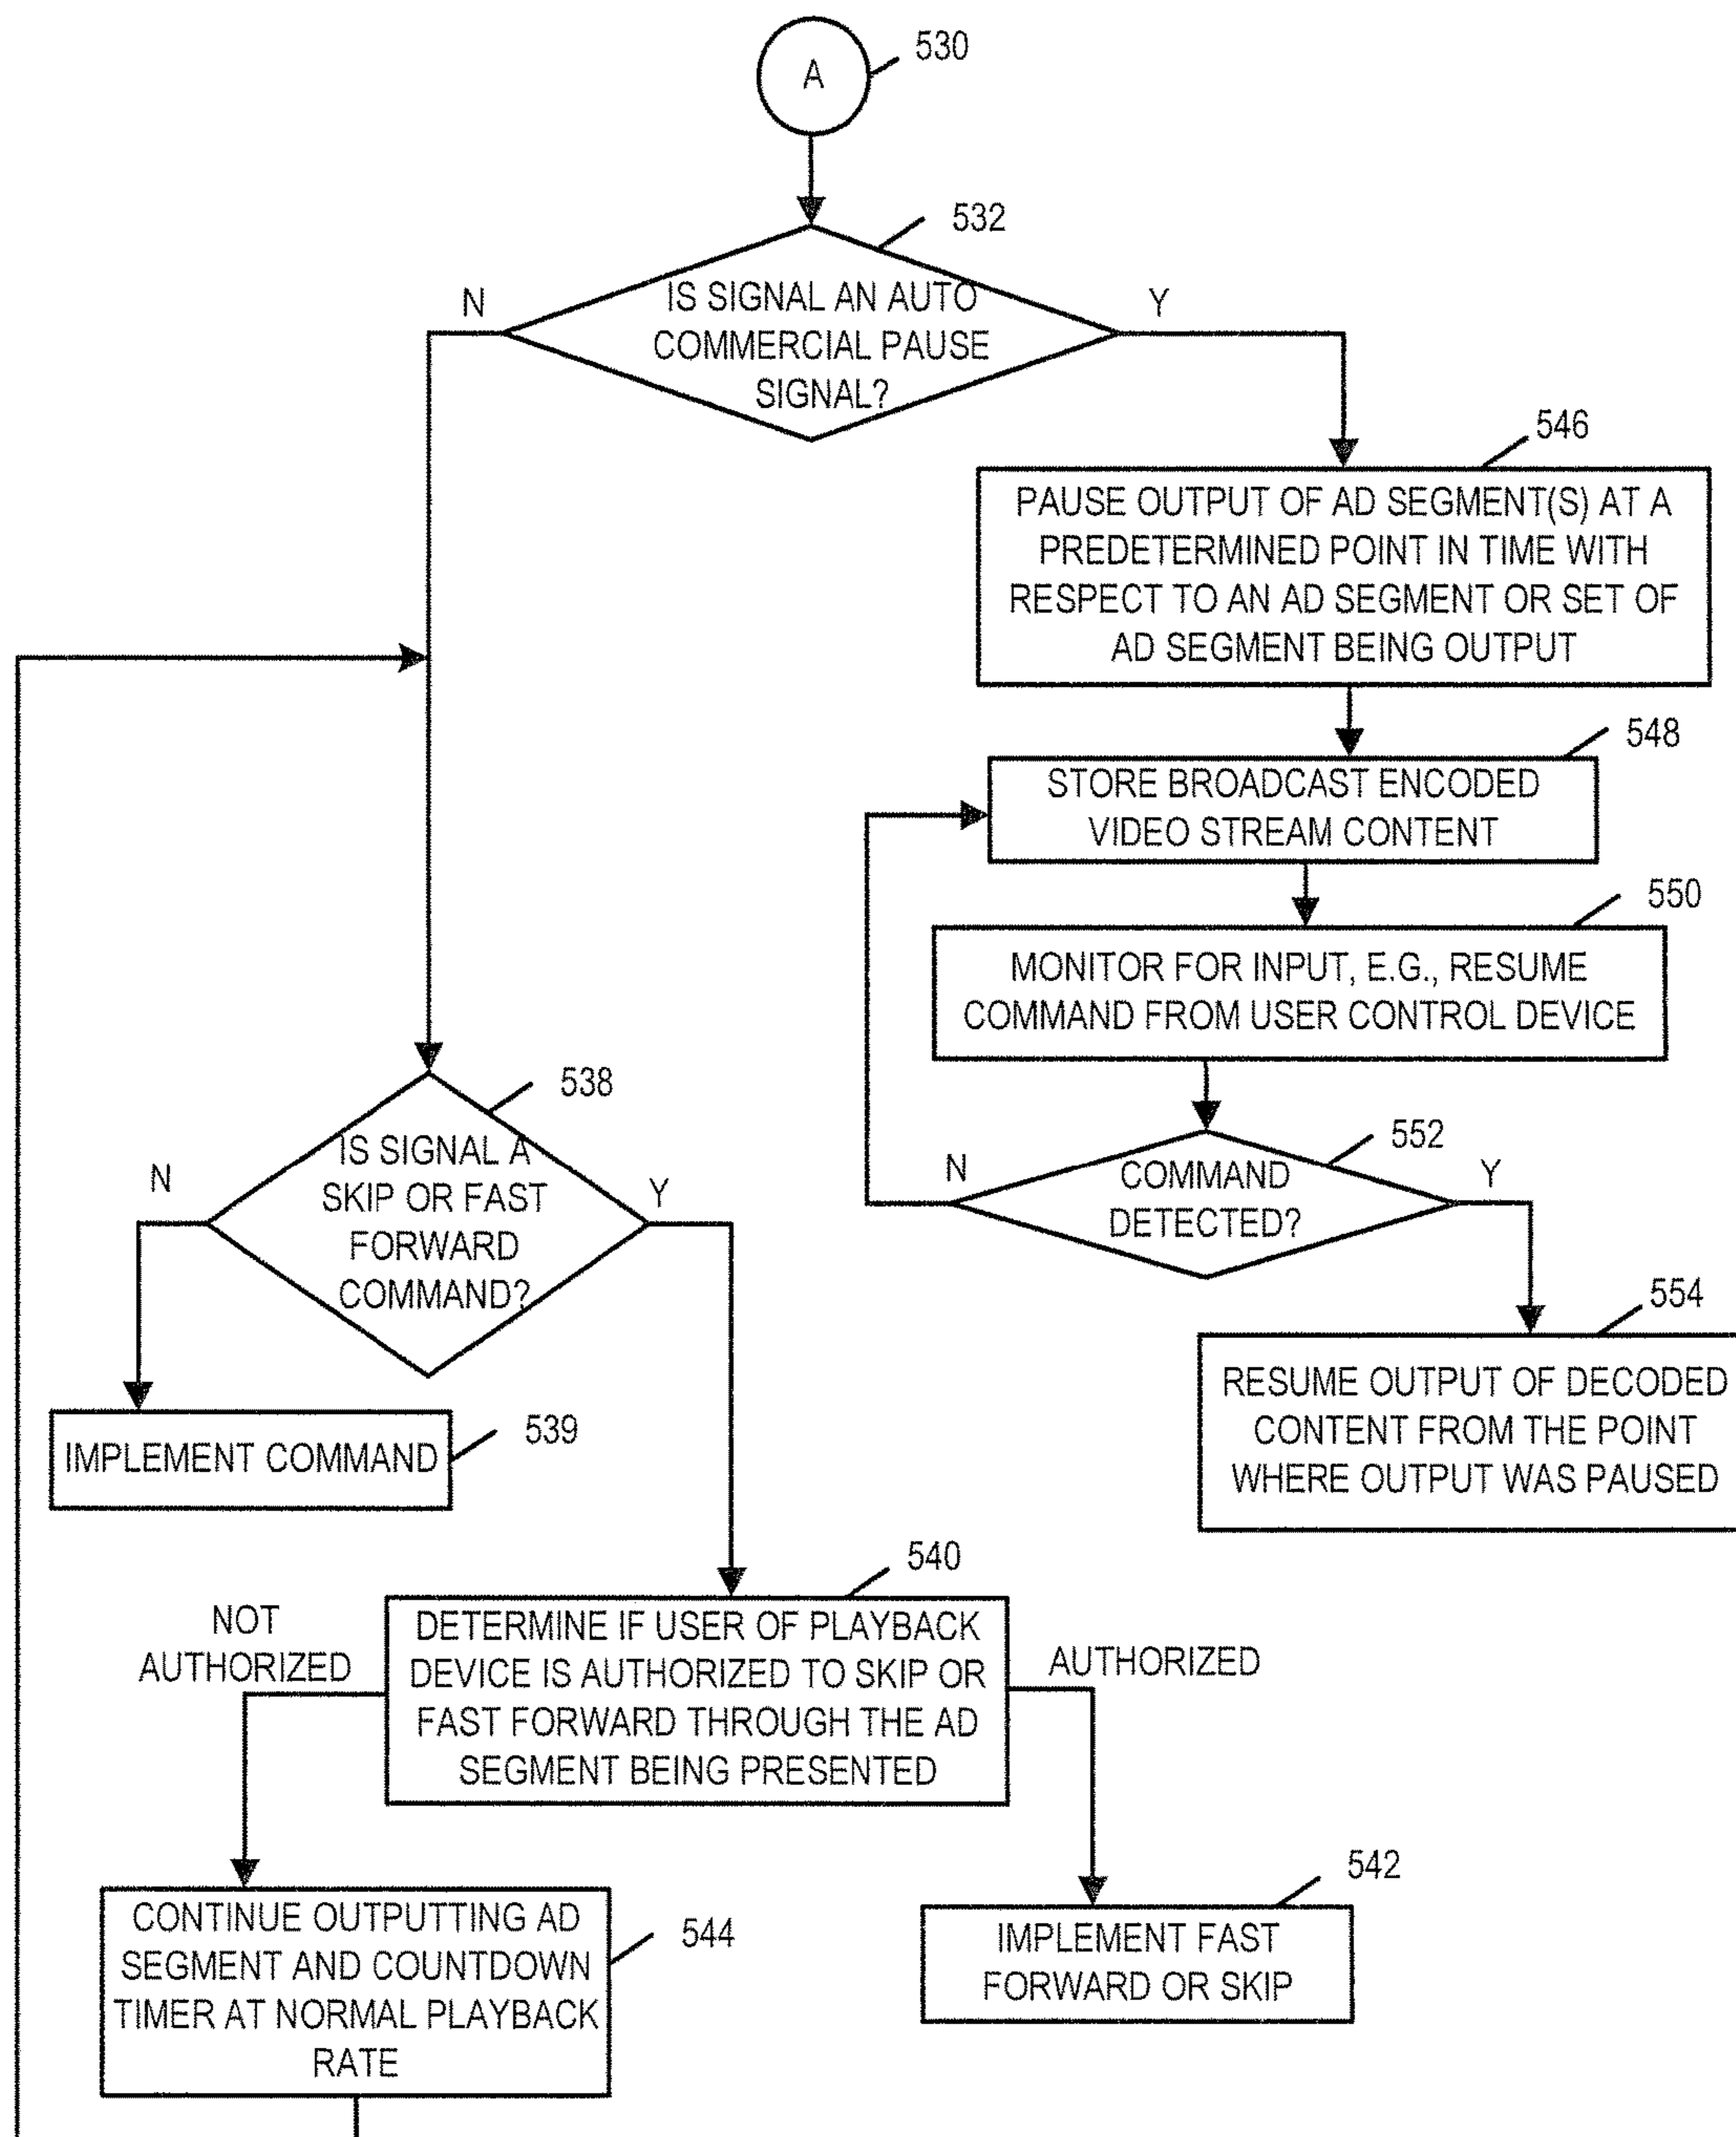 A
530
532
IS SIGNAL AN AUTO
COMMERCIAL PAUSE
SIGNAL?
N
Y
546
PAUSE OUTPUT OF AD SEGMENT(S) AT A
PREDETERMINED POINT IN TIME WITH
RESPECT TO AN AD SEGMENT OR SET OF
AD SEGMENT BEING OUTPUT
548
STORE BROADCAST ENCODED
VIDEO STREAM CONTENT
550
MONITOR FOR INPUT, E.G., RESUME
COMMAND FROM USER CONTROL DEVICE
552
COMMAND
DETECTED?
N
Y
554
RESUME OUTPUT OF DECODED
CONTENT FROM THE POINT
WHERE OUTPUT WAS PAUSED
538
IS SIGNAL A
SKIP OR FAST
FORWARD
COMMAND?
N
Y
IMPLEMENT COMMAND
539
540
DETERMINE IF USER OF PLAYBACK
DEVICE IS AUTHORIZED TO SKIP OR
FAST FORWARD THROUGH THE AD
SEGMENT BEING PRESENTED
NOT
AUTHORIZED
AUTHORIZED
542
IMPLEMENT FAST
FORWARD OR SKIP
CONTINUE OUTPUTTING AD
SEGMENT AND COUNTDOWN
TIMER AT NORMAL PLAYBACK
RATE
544